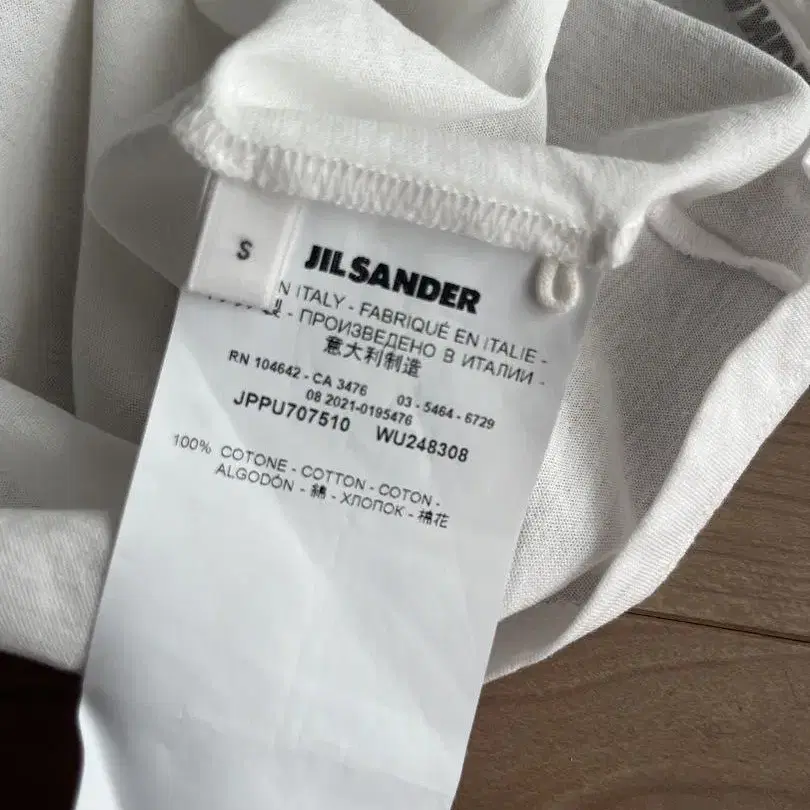 S
JIL SANDER
N ITALY - FABRIQUÉ EN ITALIE -
製 - ПРОИЗВЕДЕНО В ИТАЛИИ -
意大利制造
RN 104642 - CA 3476 03 - 5464 - 6729
08 2021-0195476
JPPU707510 WU248308
100% COTONE - COTTON - COTON -
ALGODÓN - 綿 - ХЛОПОК - 棉花